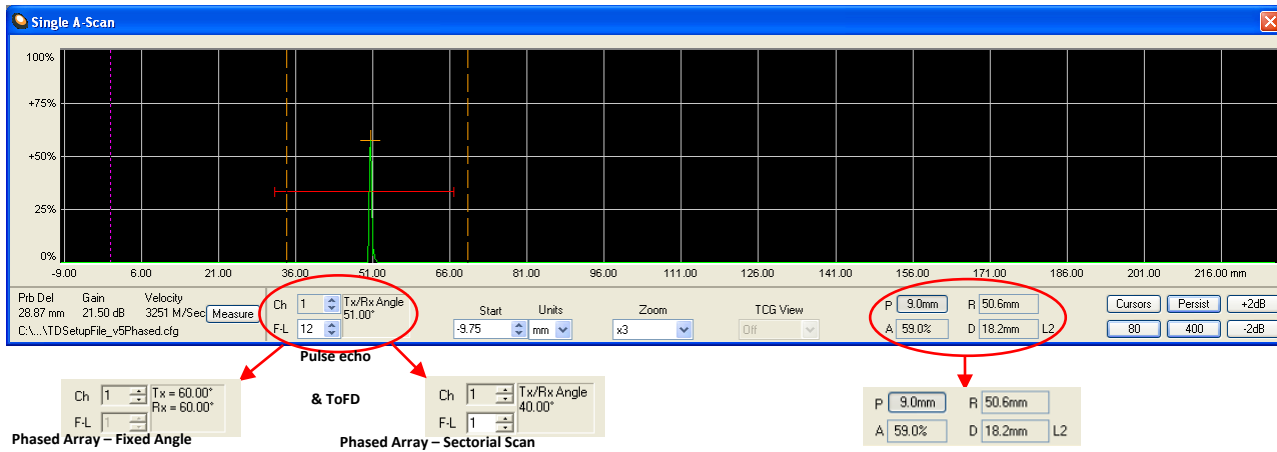 Single A-Scan
100%
+75%
+50%
25%
0%
-9.00 6.00 21.00 36.00 51.00 66.00 81.00 96.00 111.00 126.00 141.00 156.00 171.00 186.00 201.00 216.00 mm
Prb Del Gain Velocity
28.87 mm 21.50 dB 3251 M/Sec Measure
C:\...\TDSetupFile_v5Phased.cfg
Ch 1 Tx/Rx Angle
51.00°
F-L 12
Start Units Zoom TCG View
-9.75 mm x3 Off
P 9.0mm R 50.6mm
A 59.0% D 18.2mm L2
Cursors Persist +2dB
80 400 -2dB
Pulse echo
& ToFD
Ch 1 Tx = 60.00°
Rx = 60.00°
F-L 1
Phased Array – Fixed Angle
Ch 1 Tx/Rx Angle
40.00°
F-L 1
Phased Array – Sectorial Scan
P 9.0mm R 50.6mm
A 59.0% D 18.2mm L2